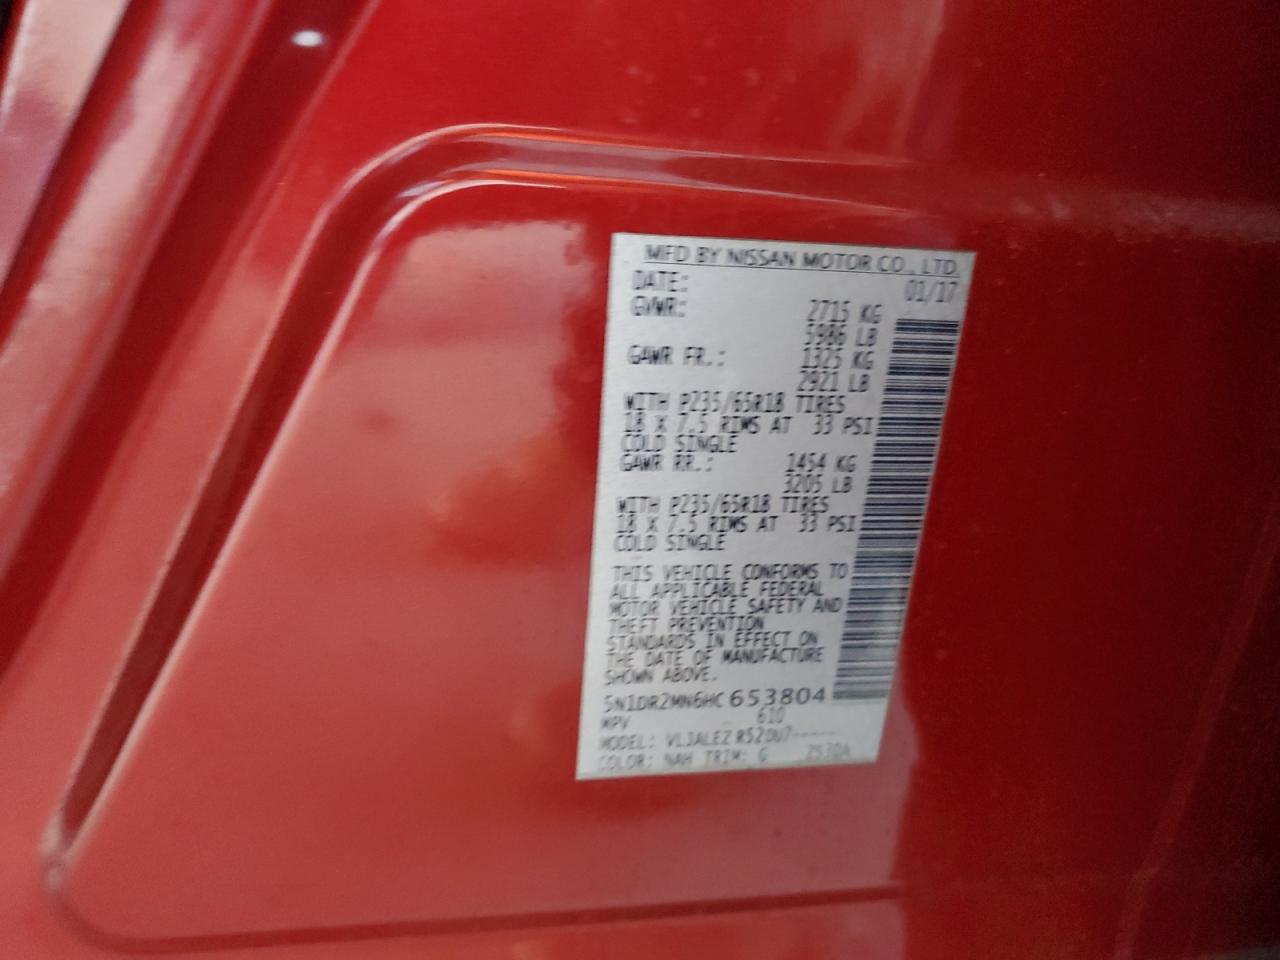 MFD BY NISSAN MOTOR CO., LTD.
DATE: 01/17
GVWR: 2715 KG
5986 LB
GAWR FR.: 1325 KG
2921 LB
WITH P235/65R18 TIRES
18 X 7.5 RIMS AT 33 PSI
COLD SINGLE
GAWR RR.: 1454 KG
3205 LB
WITH P235/65R18 TIRES
18 X 7.5 RIMS AT 33 PSI
COLD SINGLE
THIS VEHICLE CONFORMS TO
ALL APPLICABLE FEDERAL
MOTOR VEHICLE SAFETY AND
THEFT PREVENTION
STANDARDS IN EFFECT ON
THE DATE OF MANUFACTURE
SHOWN ABOVE.
5N1DR2MN6HC653804
MPV 610
MODEL:
COLOR: NAH TRIM: G